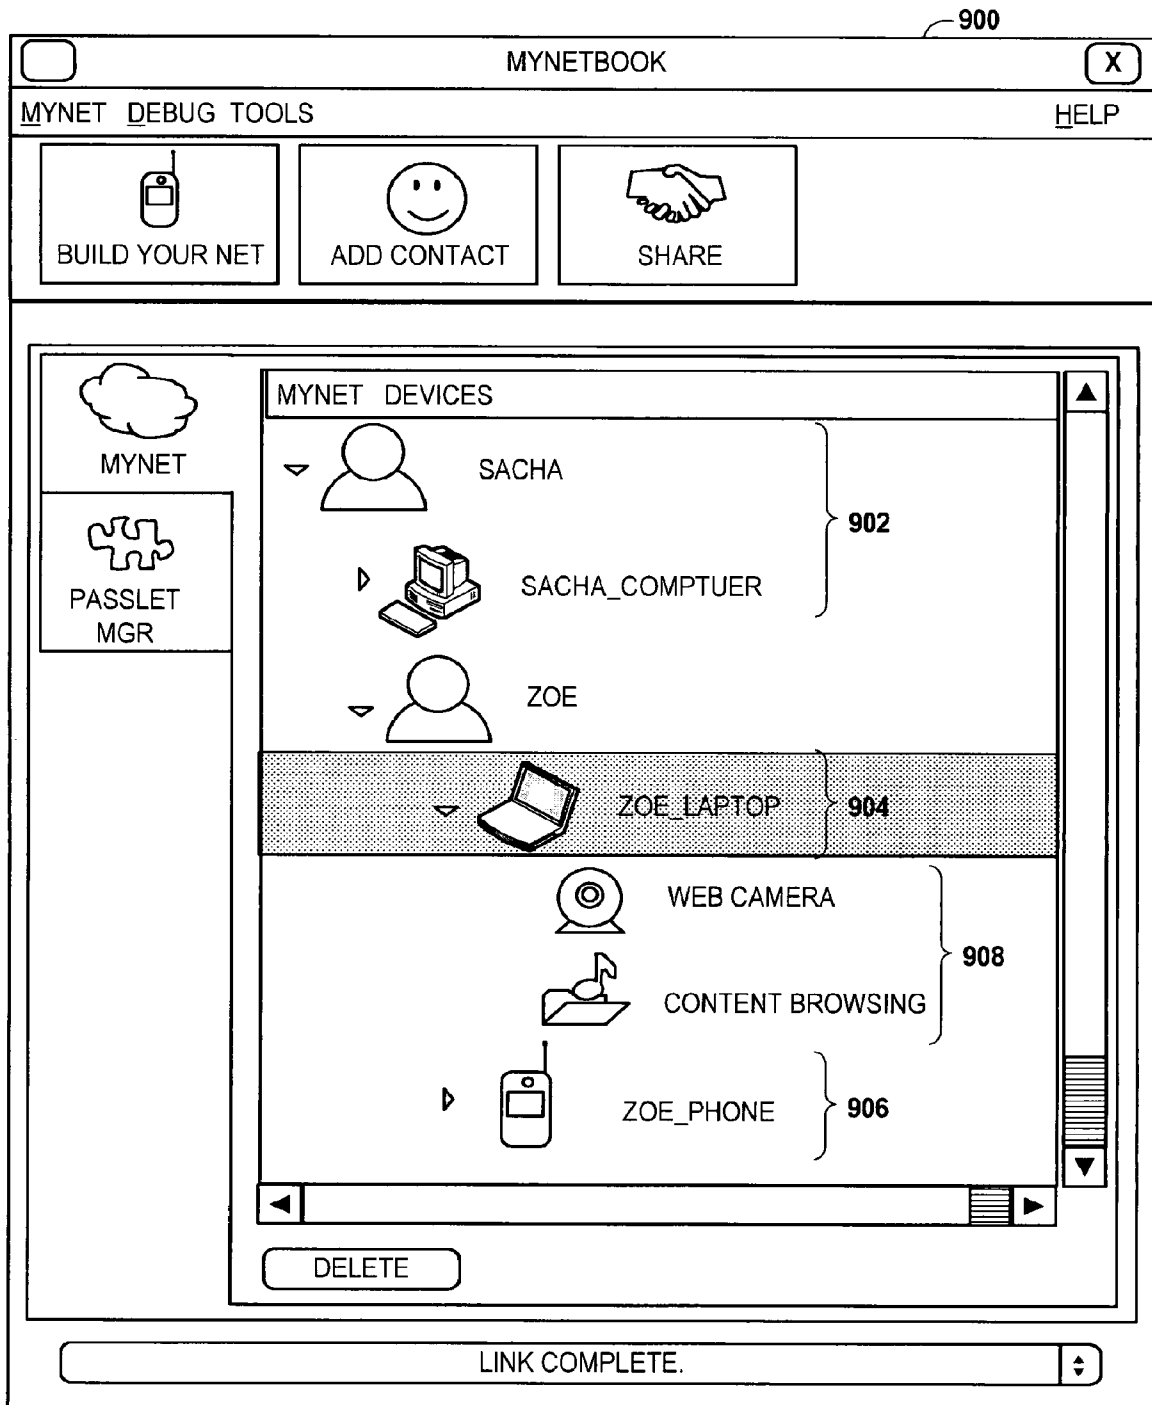 900
MYNETBOOK
X
MYNET DEBUG TOOLS
HELP
BUILD YOUR NET
ADD CONTACT
SHARE
MYNET
PASSLET
MGR
MYNET DEVICES
SACHA
902
SACHA_COMPTUER
ZOE
ZOE_LAPTOP
904
WEB CAMERA
908
CONTENT BROWSING
ZOE_PHONE
906
DELETE
LINK COMPLETE.